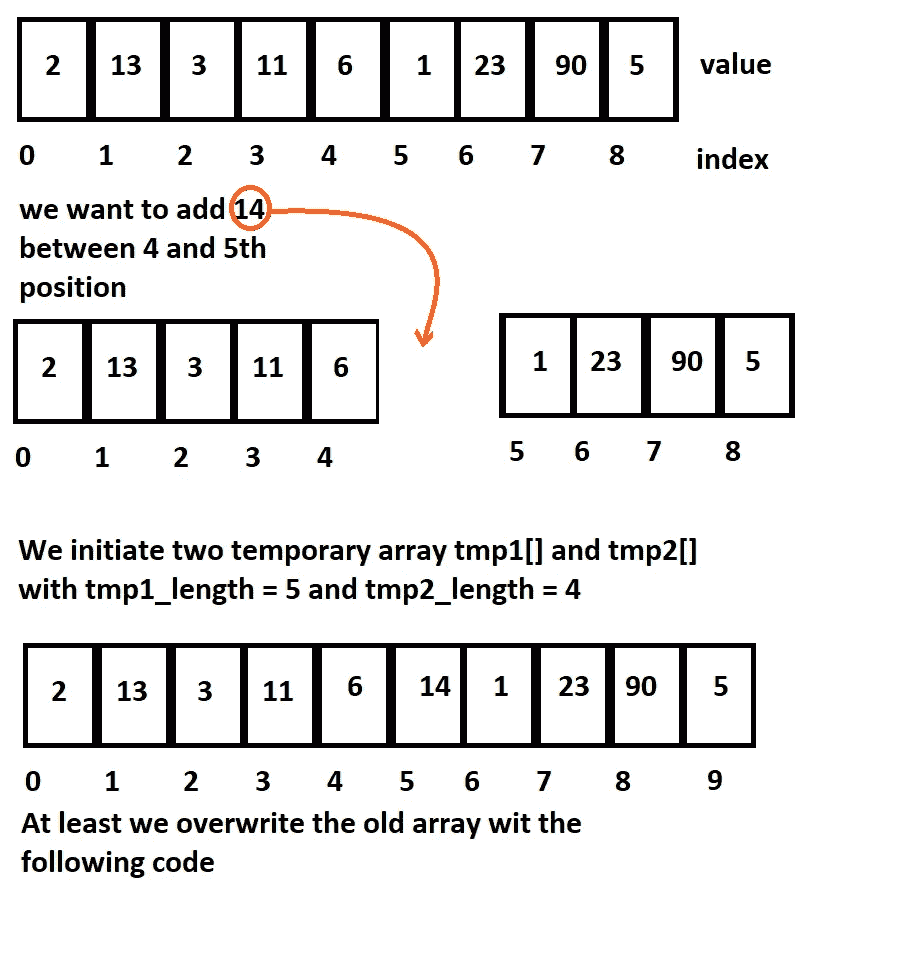 2 13 3 11 6 1 23 90 5 value
0 1 2 3 4 5 6 7 8 index
we want to add 14
between 4 and 5th
position
2 13 3 11 6 1 23 90 5
0 1 2 3 4 5 6 7 8
We initiate two temporary array tmp1[] and tmp2[]
with tmp1_length = 5 and tmp2_length = 4
2 13 3 11 6 14 1 23 90 5
0 1 2 3 4 5 6 7 8 9
At least we overwrite the old array wit the
following code